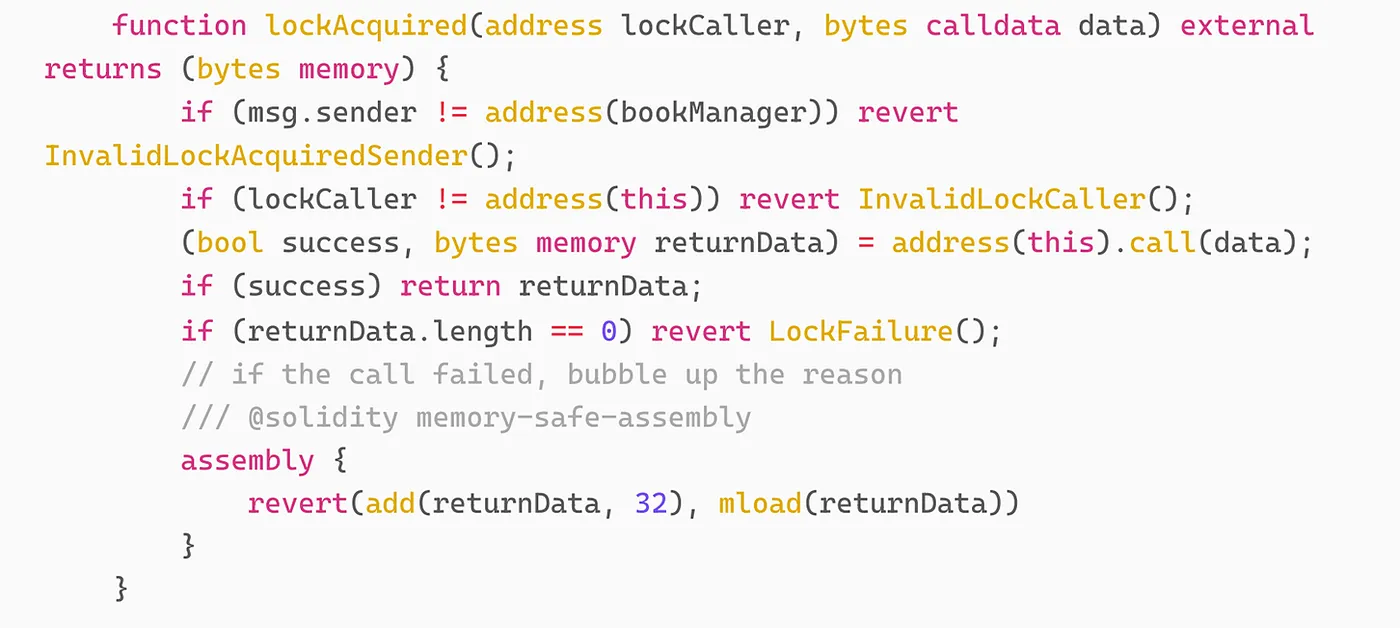 function lockAcquired(address lockCaller, bytes calldata data) external
returns (bytes memory) {
if (msg.sender != address(bookManager)) revert
InvalidLockAcquiredSender();
if (lockCaller != address(this)) revert InvalidLockCaller();
(bool success, bytes memory returnData) = address(this).call(data);
if (success) return returnData;
if (returnData.length == 0) revert LockFailure();
// if the call failed, bubble up the reason
/// @solidity memory-safe-assembly
assembly {
revert(add(returnData, 32), mload(returnData))
}
}